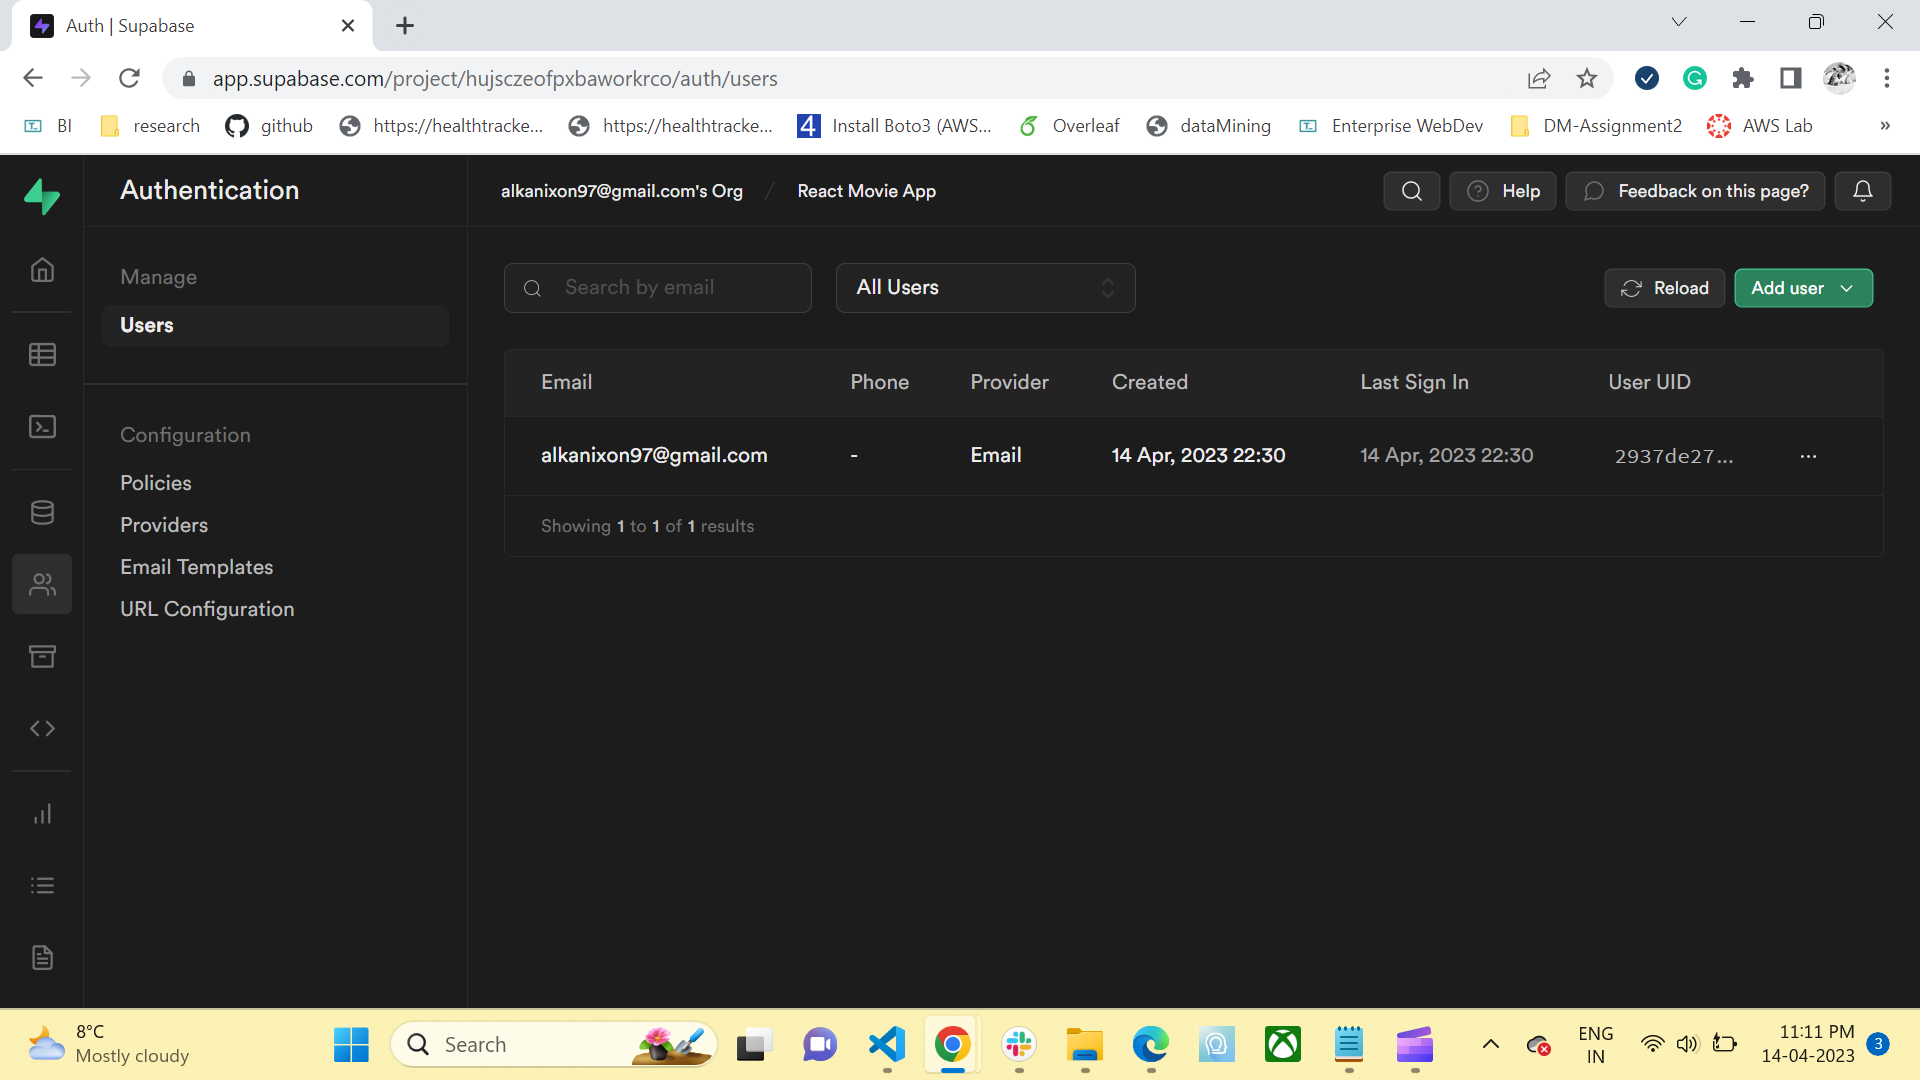 Auth | Supabase
app.supabase.com/project/hujsczeofpxbaworkrco/auth/users
BI research github https://healthtracke... https://healthtracke... 4 Install Boto3 (AWS... Overleaf dataMining Enterprise WebDev DM-Assignment2 AWS Lab »
Authentication
alkanixon97@gmail.com's Org / React Movie App
Help
Feedback on this page?
Manage
Users
Configuration
Policies
Providers
Email Templates
URL Configuration
Search by email
All Users
Reload
Add user
Email Phone Provider Created Last Sign In User UID
alkanixon97@gmail.com - Email 14 Apr, 2023 22:30 14 Apr, 2023 22:30 2937de27... ...
Showing 1 to 1 of 1 results
8°C
Mostly cloudy
Search
ENG
IN
11:11 PM
14-04-2023
3